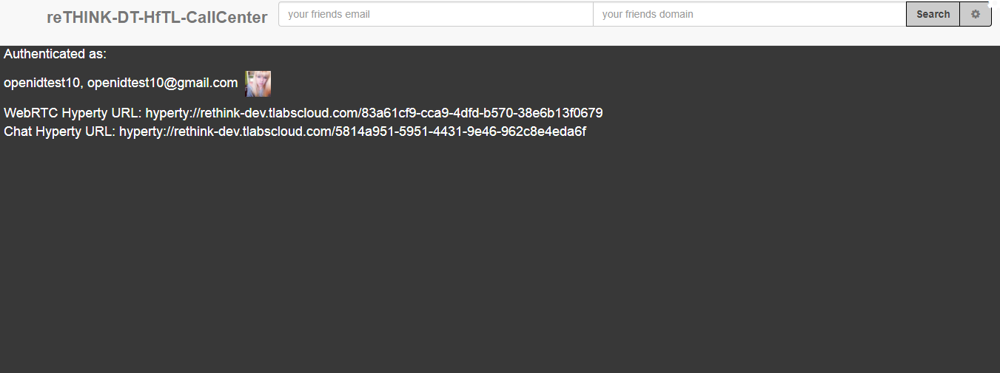 reTHINK-DT-HfTL-CallCenter your friends email your friends domain Search
Authenticated as:
openidtest10, openidtest10@gmail.com
WebRTC Hyperty URL: hyperty://rethink-dev.tlabscloud.com/83a61cf9-cca9-4dfd-b570-38e6b13f0679
Chat Hyperty URL: hyperty://rethink-dev.tlabscloud.com/5814a951-5951-4431-9e46-962c8e4eda6f